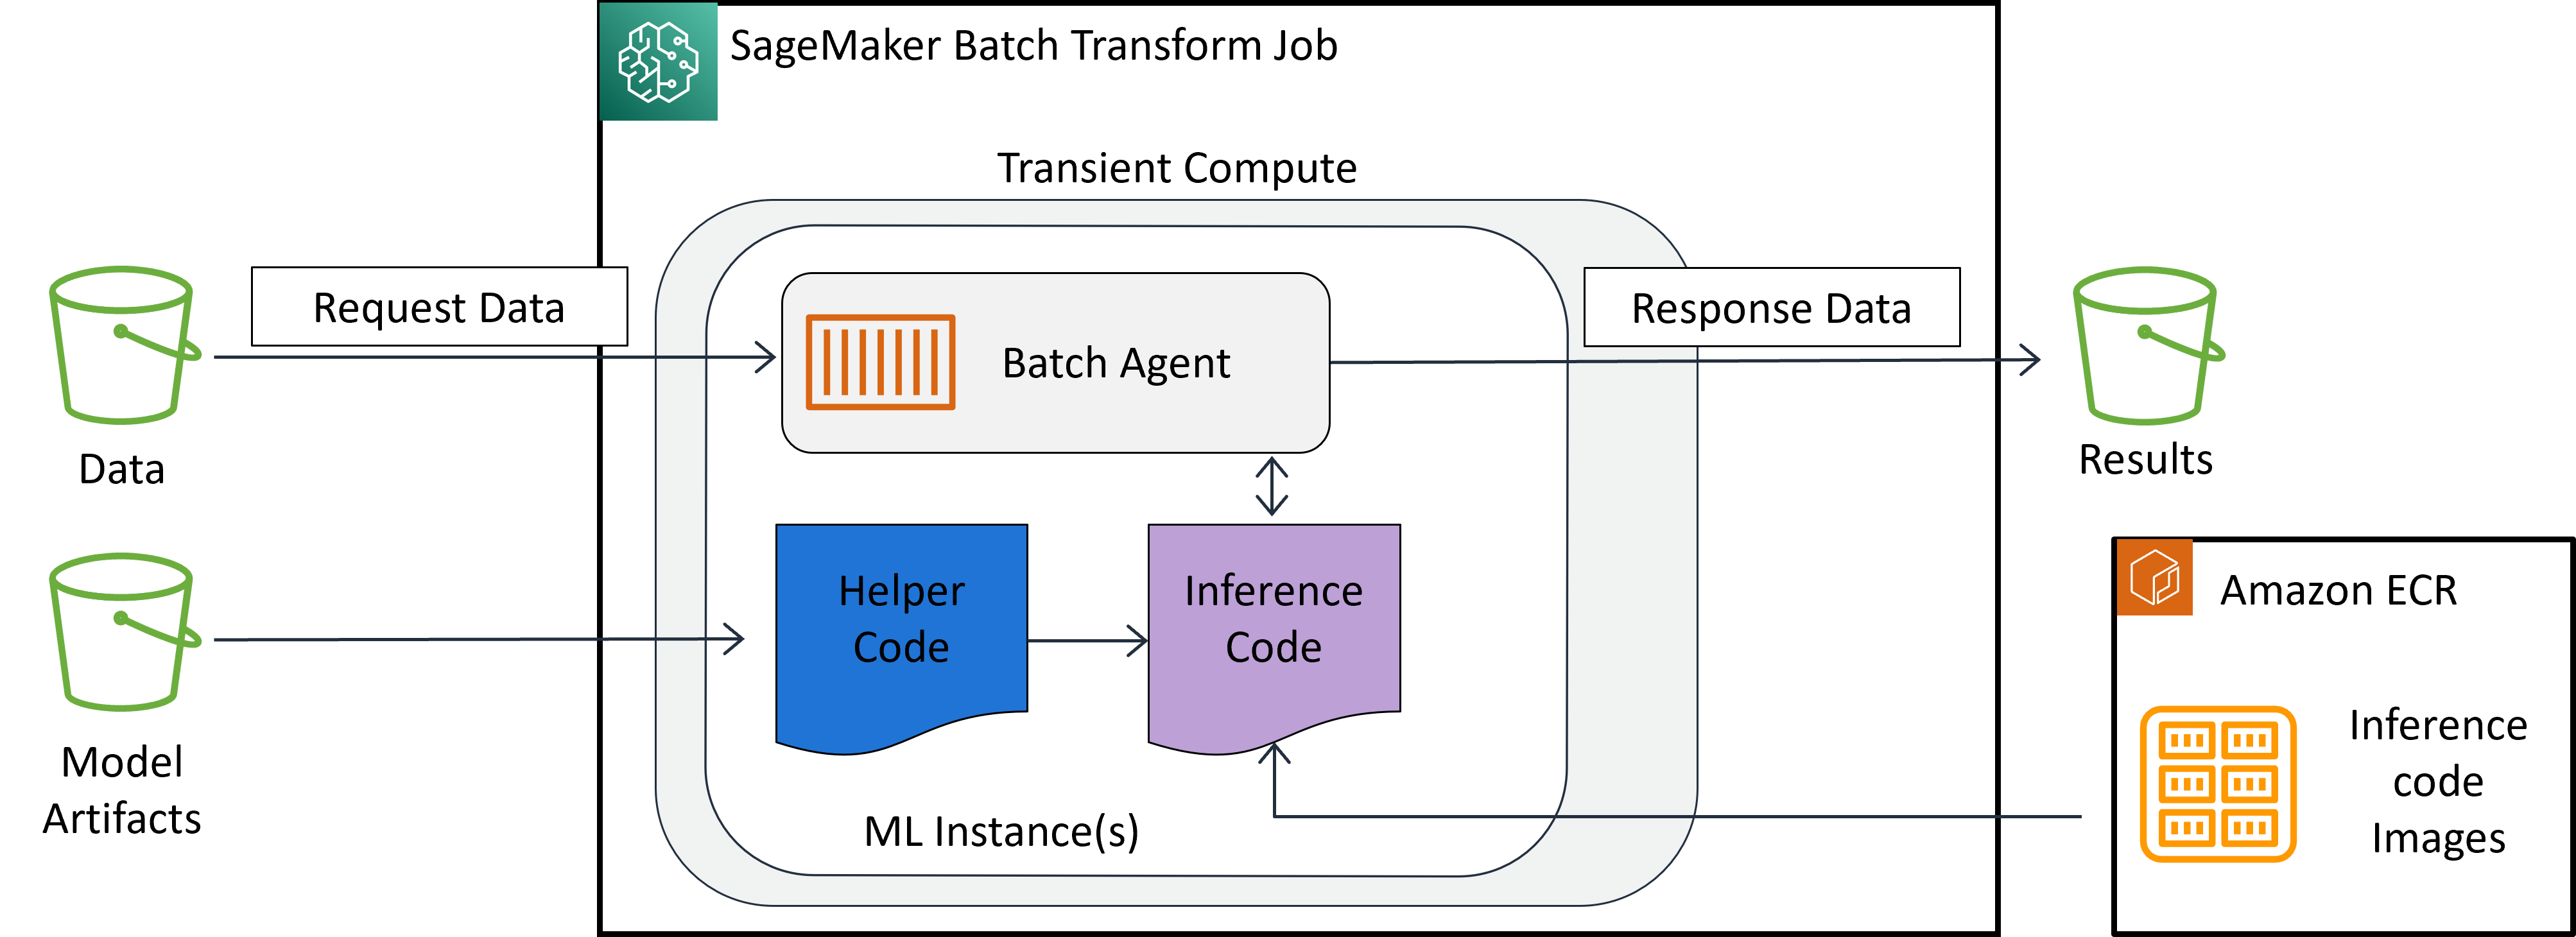 SageMaker Batch Transform Job
Transient Compute
Request Data
Response Data
Batch Agent
Data
Results
Helper
Code
Inference
Code
Amazon ECR
Model
Artifacts
Inference
code
Images
ML Instance(s)